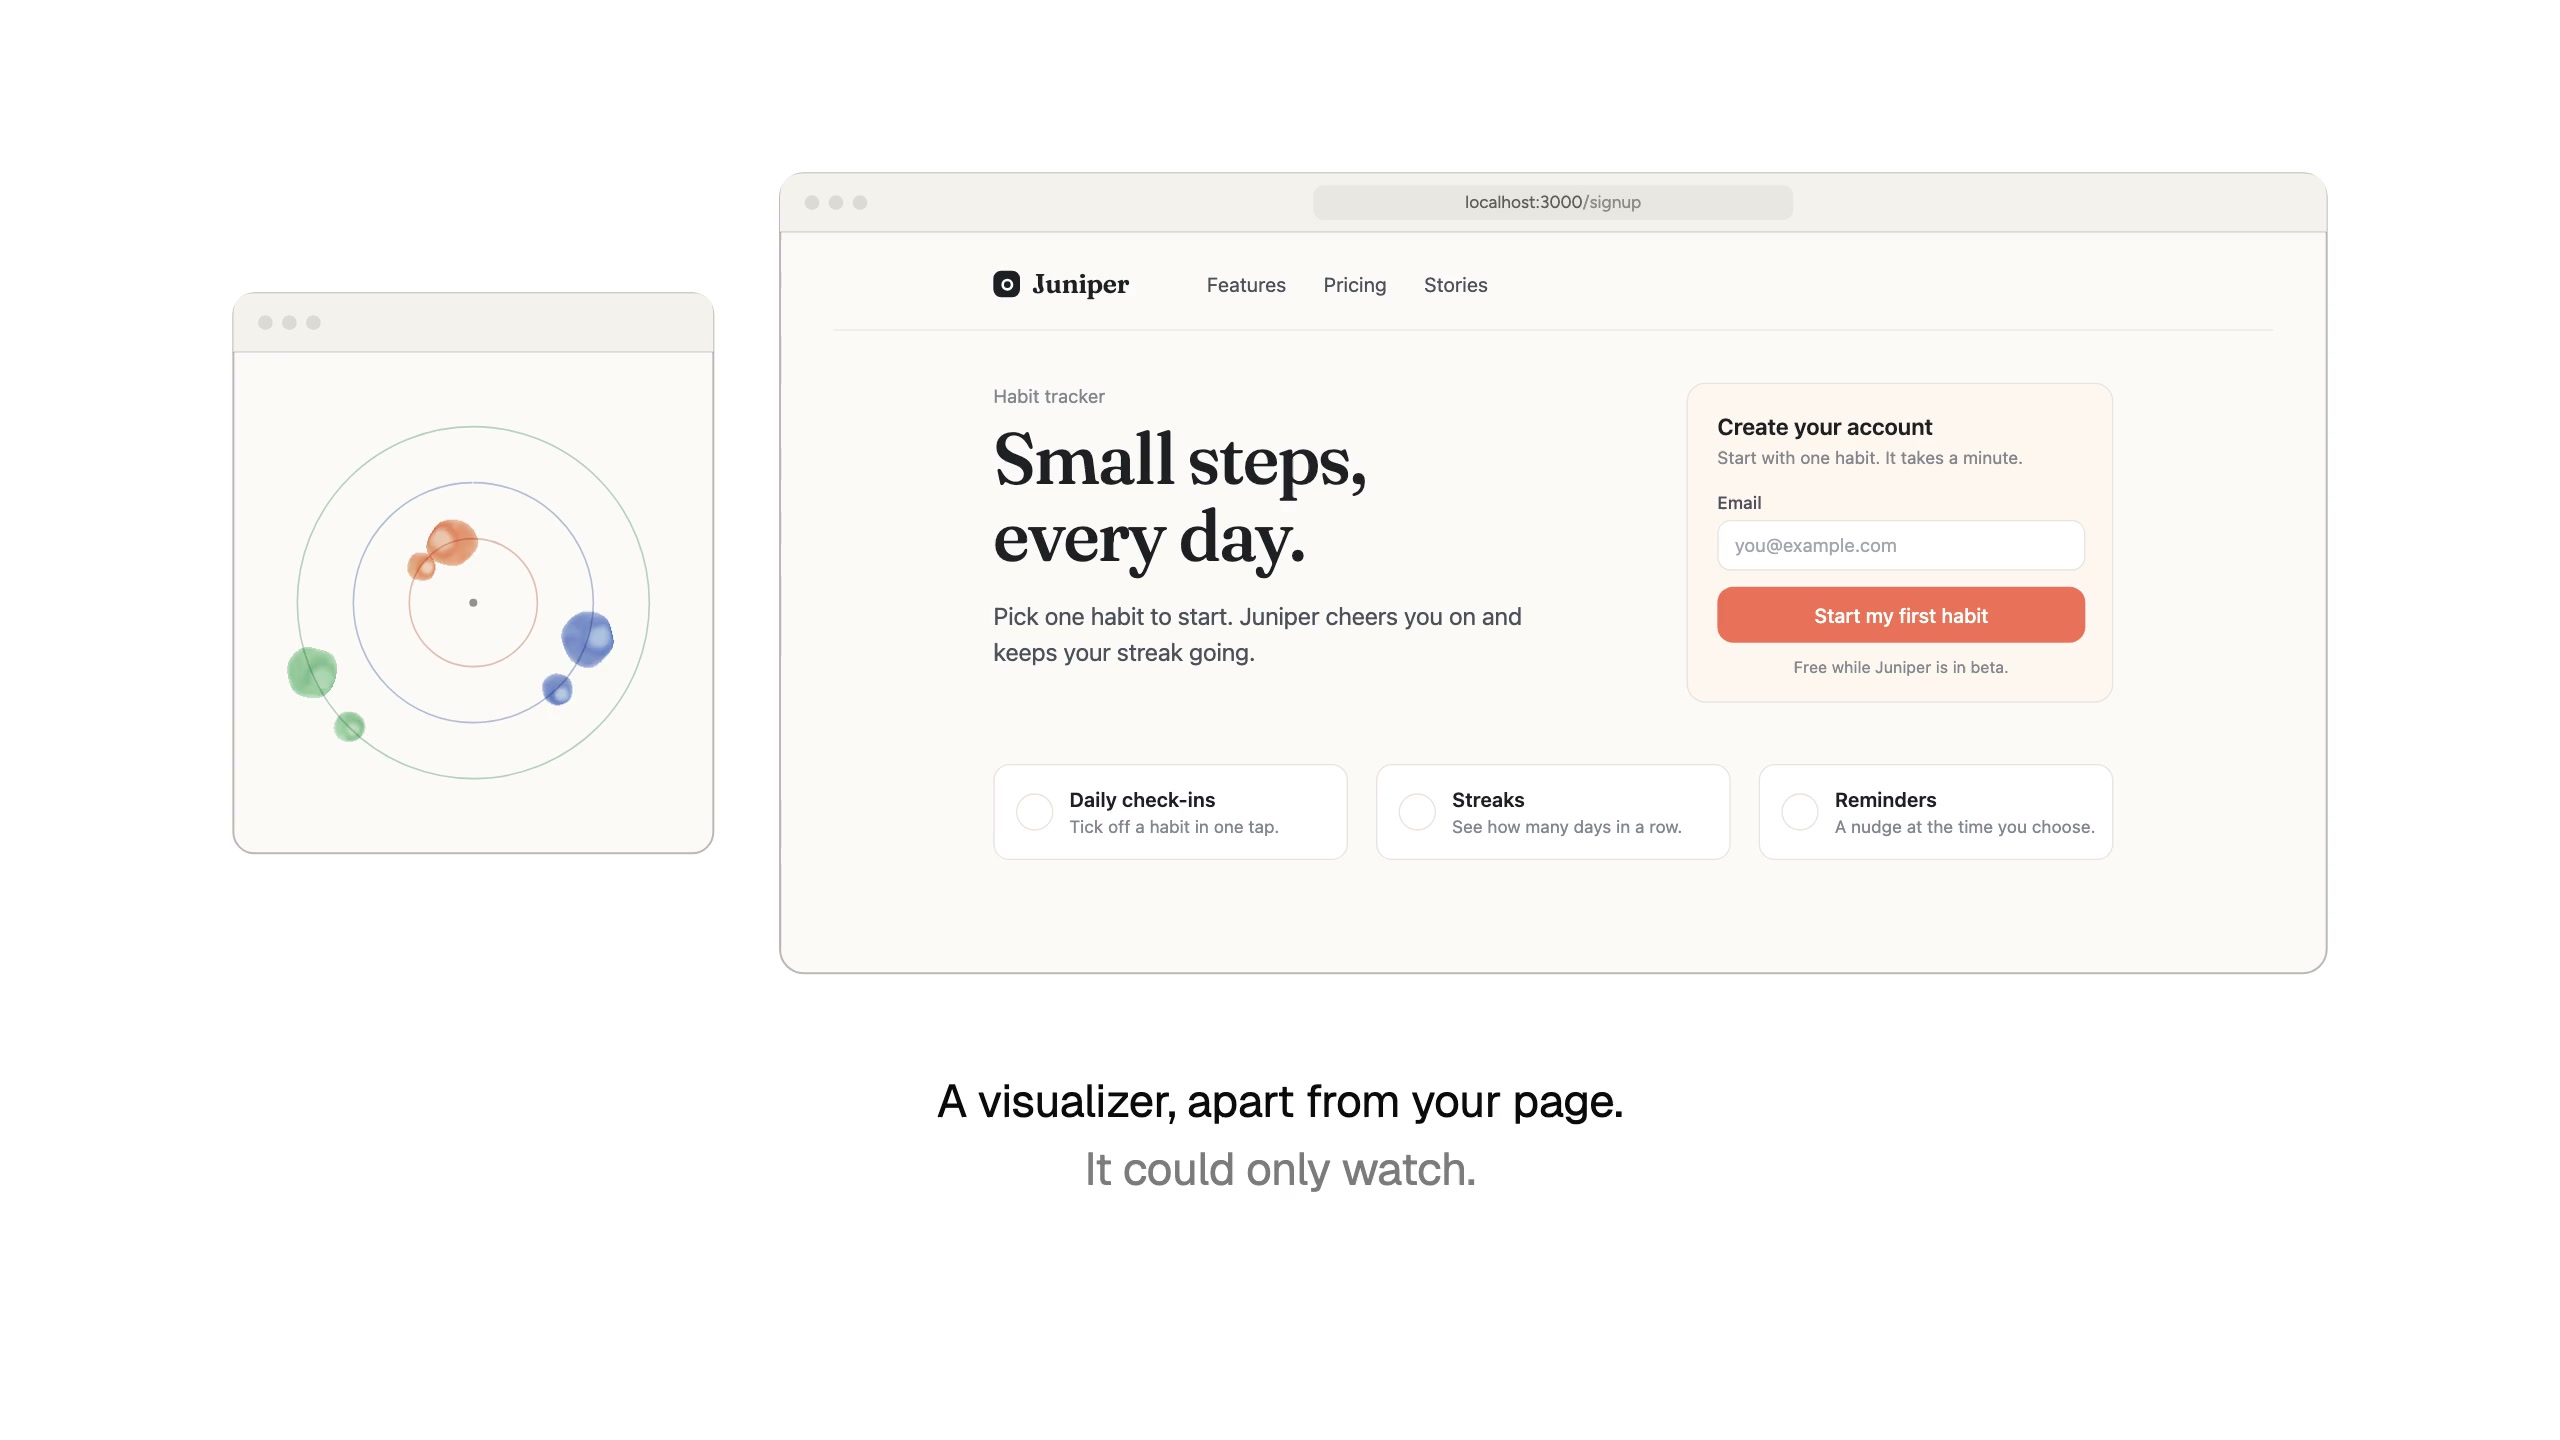 localhost:3000/signup
Juniper
Features
Pricing
Stories
Habit tracker
Small steps,
every day.
Pick one habit to start. Juniper cheers you on and
keeps your streak going.
Create your account
Start with one habit. It takes a minute.
Email
you@example.com
Start my first habit
Free while Juniper is in beta.
Daily check-ins
Tick off a habit in one tap.
Streaks
See how many days in a row.
Reminders
A nudge at the time you choose.
A visualizer, apart from your page.
It could only watch.